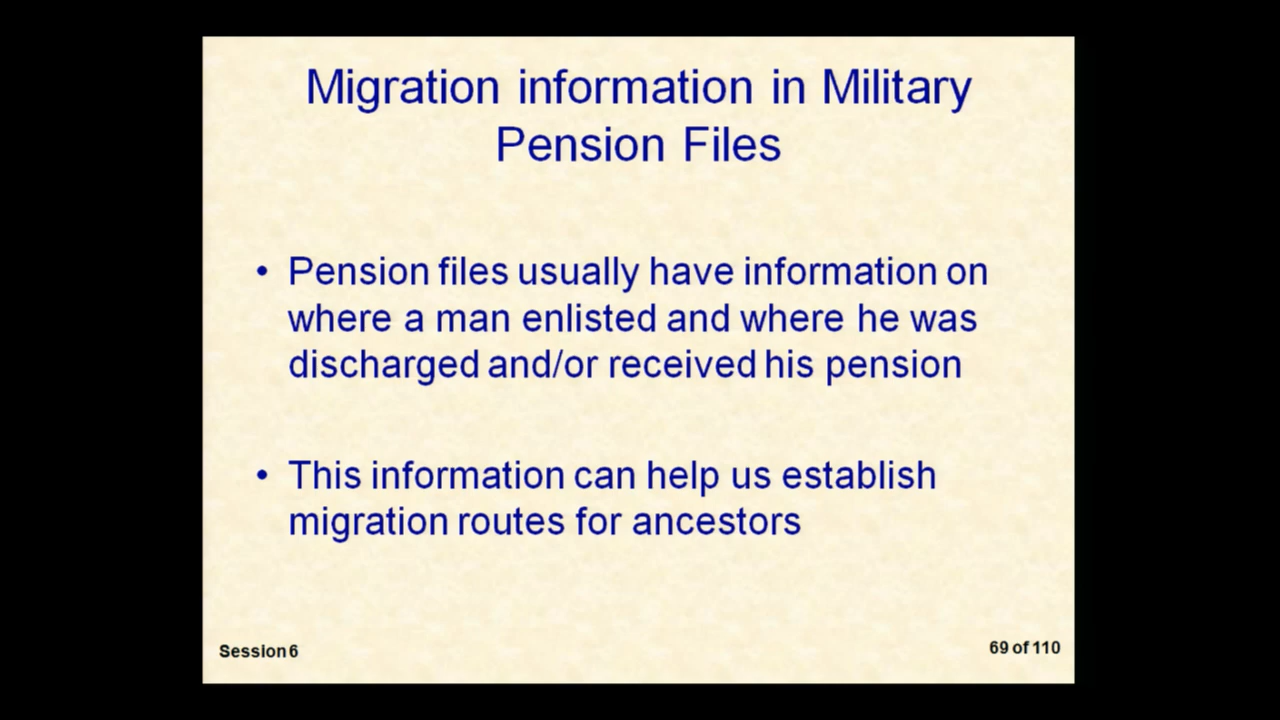 Migration information in Military
Pension Files
• Pension files usually have information on
where a man enlisted and where he was
discharged and/or received his pension
• This information can help us establish
migration routes for ancestors
Session 6
69 of 110